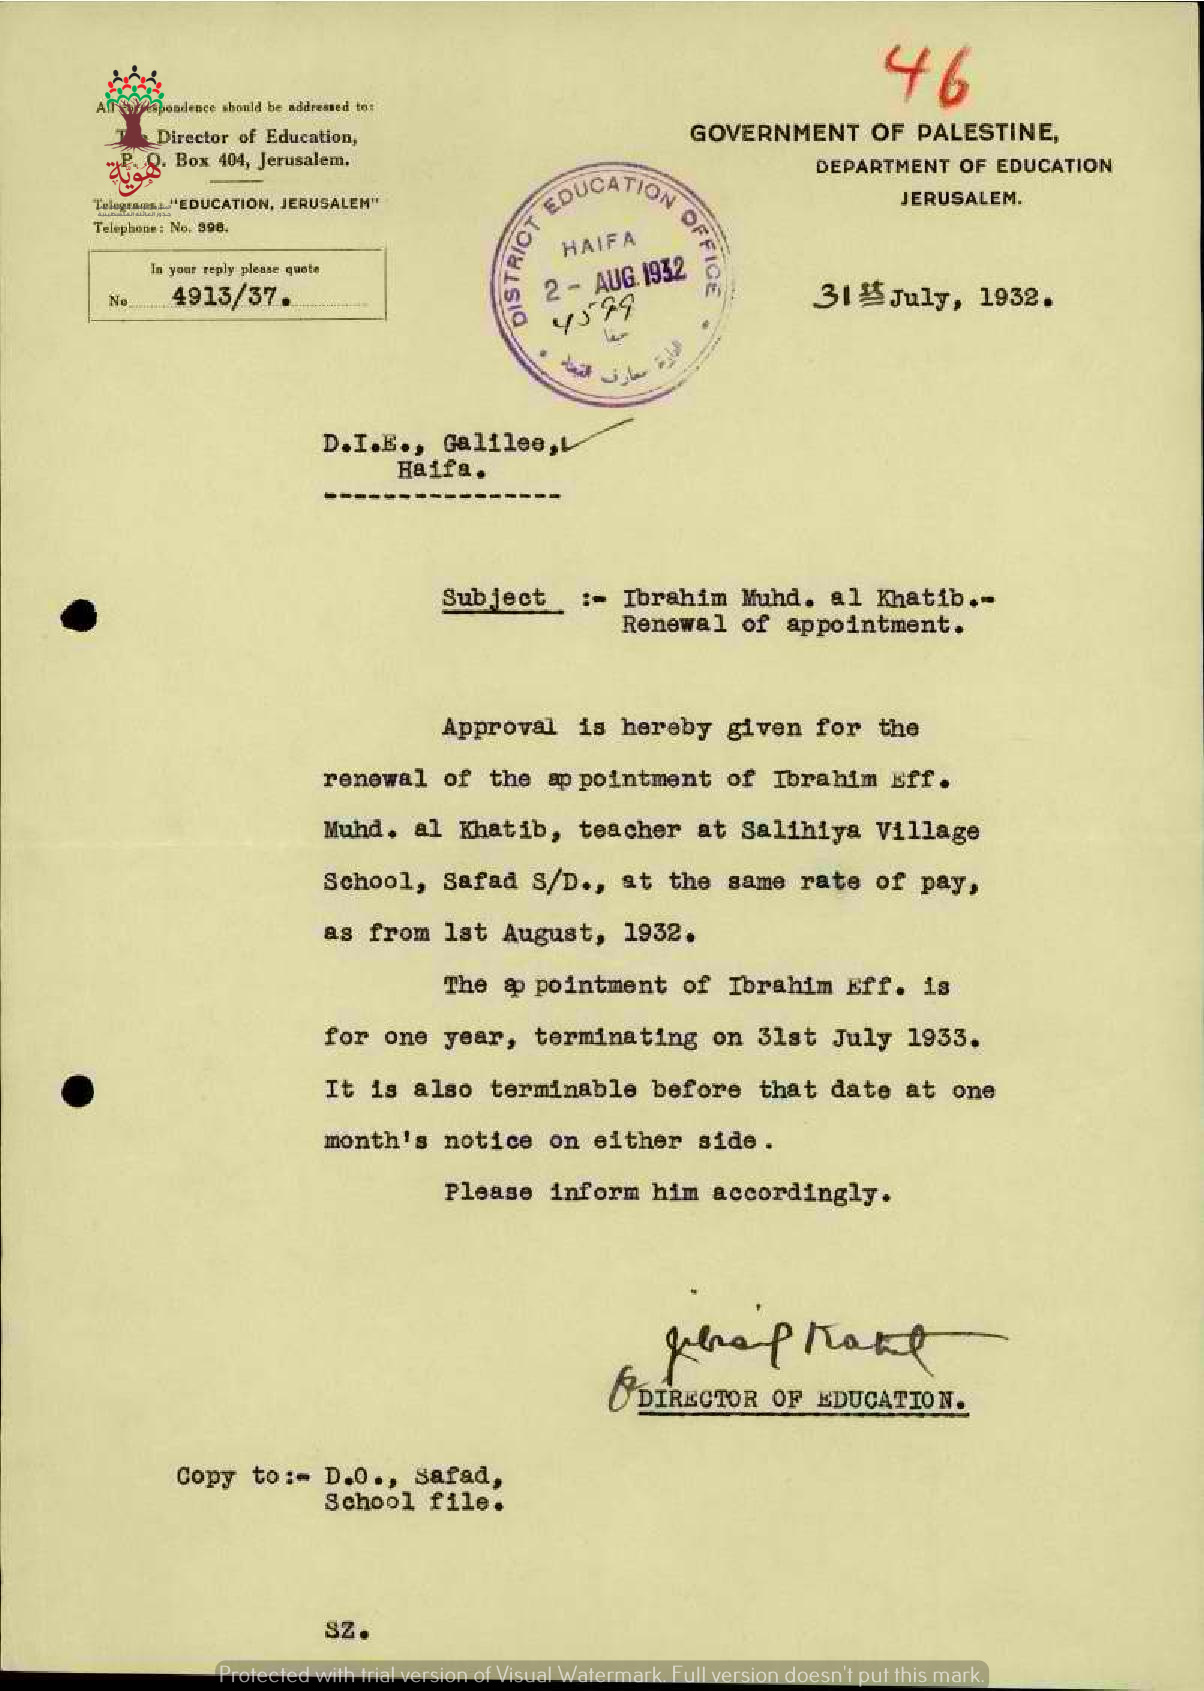 46
All correspondence should be addressed to:
The Director of Education,
P. O. Box 404, Jerusalem.
هوية
Telegrams: "EDUCATION, JERUSALEM"
Telephone: No. 398.
In your reply please quote
No 4913/37.
GOVERNMENT OF PALESTINE,
DEPARTMENT OF EDUCATION
JERUSALEM.
DISTRICT EDUCATION OFFICE
HAIFA
2 - AUG. 1932
4599
حيفا
ادارة معارف
31st July, 1932.
D.I.E., Galilee,
Haifa.
-----------------
Subject :- Ibrahim Muhd. al Khatib.-
Renewal of appointment.
Approval is hereby given for the
renewal of the appointment of Ibrahim Eff.
Muhd. al Khatib, teacher at Salihiya Village
School, Safad S/D., at the same rate of pay,
as from 1st August, 1932.
The appointment of Ibrahim Eff. is
for one year, terminating on 31st July 1933.
It is also terminable before that date at one
month's notice on either side.
Please inform him accordingly.
Jibrail Katul
DIRECTOR OF EDUCATION.
Copy to:- D.O., Safad,
School file.
SZ.
Protected with trial version of Visual Watermark. Full version doesn't put this mark.